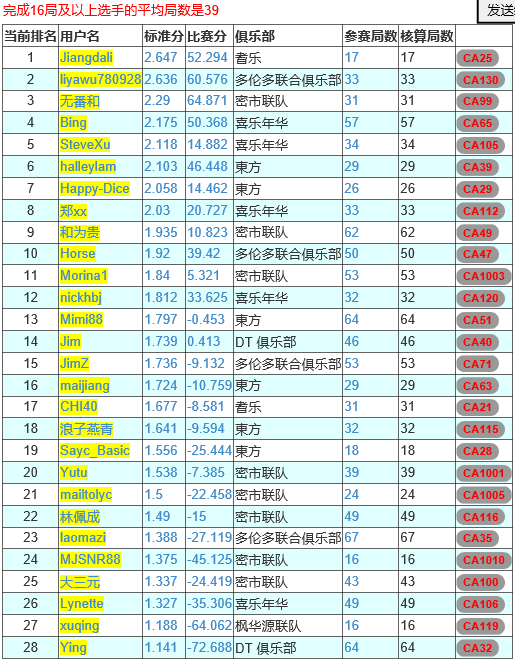 完成16局及以上选手的平均局数是39
发送
当前排名 用户名 标准分 比赛分 俱乐部 参赛局数 核算局数
1 Jiangdali 2.647 52.294 耆乐 17 17 CA25
2 liyawu780928 2.636 60.576 多伦多联合俱乐部 33 33 CA130
3 无番和 2.29 64.871 密市联队 31 31 CA99
4 Bing 2.175 50.368 喜乐年华 57 57 CA65
5 SteveXu 2.118 14.882 喜乐年华 34 34 CA105
6 halleylam 2.103 46.448 東方 29 29 CA39
7 Happy-Dice 2.058 14.462 東方 26 26 CA29
8 郑xx 2.03 20.727 喜乐年华 33 33 CA112
9 和为贵 1.935 10.823 密市联队 62 62 CA49
10 Horse 1.92 39.42 多伦多联合俱乐部 50 50 CA47
11 Morina1 1.84 5.321 密市联队 53 53 CA1003
12 nickhbj 1.812 33.625 喜乐年华 32 32 CA120
13 Mimi88 1.797 -0.453 東方 64 64 CA51
14 Jim 1.739 0.413 DT 俱乐部 46 46 CA40
15 JimZ 1.736 -9.132 多伦多联合俱乐部 53 53 CA71
16 maijiang 1.724 -10.759 東方 29 29 CA63
17 CHI40 1.677 -8.581 耆乐 31 31 CA21
18 浪子燕青 1.641 -9.594 東方 32 32 CA115
19 Sayc_Basic 1.556 -25.444 東方 18 18 CA28
20 Yutu 1.538 -7.385 密市联队 39 39 CA1001
21 mailtolyc 1.5 -22.458 密市联队 24 24 CA1005
22 林佩成 1.49 -15 密市联队 49 49 CA116
23 laomazi 1.388 -27.119 多伦多联合俱乐部 67 67 CA35
24 MJSNR88 1.375 -45.125 密市联队 16 16 CA1010
25 大三元 1.337 -24.419 密市联队 43 43 CA100
26 Lynette 1.327 -35.306 喜乐年华 49 49 CA106
27 xuqing 1.188 -64.062 枫华源联队 16 16 CA119
28 Ying 1.141 -72.688 DT 俱乐部 64 64 CA32